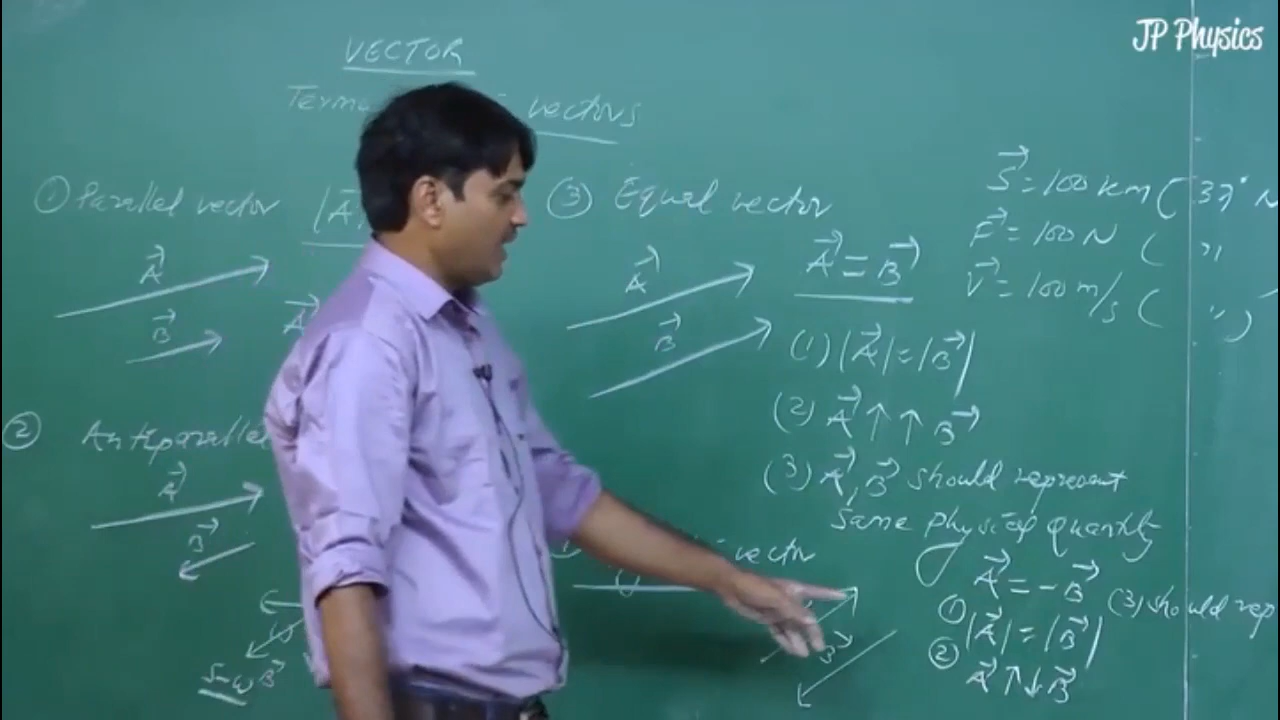 JP Physics
VECTOR
Terms vectors
① Parallel vector |A⃗
A⃗
B⃗
A⃗
② Antiparallel
A⃗
B⃗
5-ω B⃗
③ Equal vector
A⃗
B⃗
A⃗ = B⃗
(1) |A⃗| = |B⃗|
(2) A⃗ ↑ ↑ B⃗
(3) A⃗, B⃗ should represent
same physical quantity
vector
B⃗
A⃗ = -B⃗
① |A⃗| = |B⃗| (3) should rep
② A⃗ ↑↓ B⃗
S⃗ = 100 km ( 37° N
F⃗ = 100 N ( "
V⃗ = 100 m/s ( " )